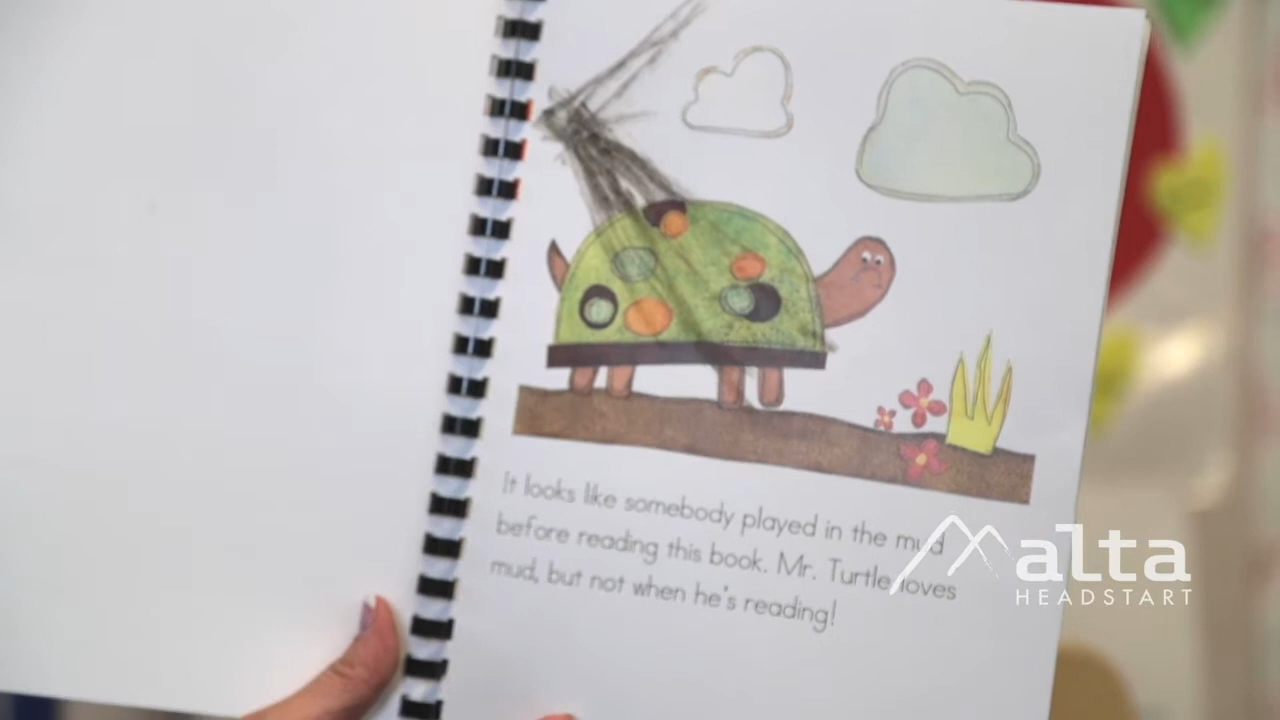 It looks like somebody played in the mud
before reading this book. Mr. Turtle loves
mud, but not when he's reading!
alta
HEADSTART